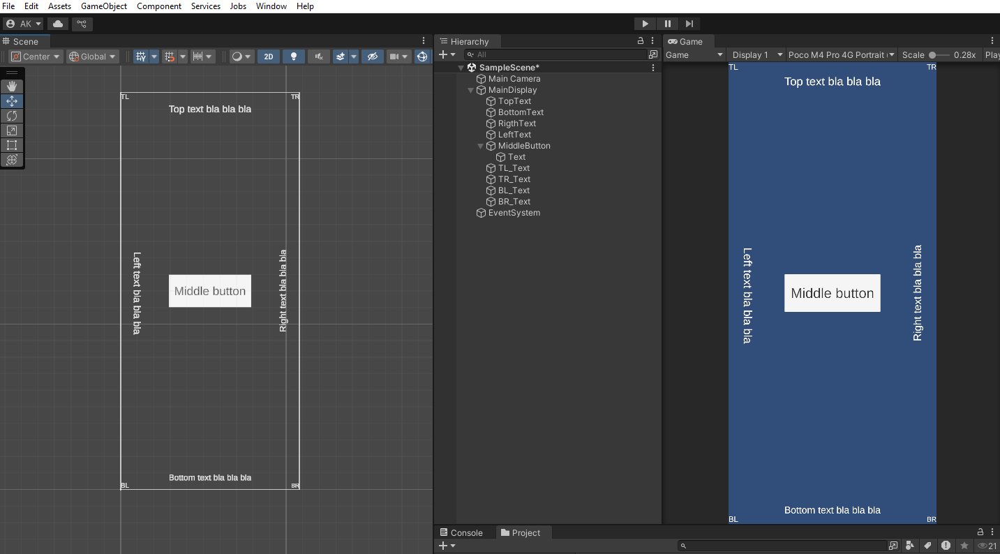 File Edit Assets GameObject Component Services Jobs Window Help
AK
Scene
Center Global 2D
TL TR
Top text bla bla bla
Left text bla bla bla
Middle button
Right text bla bla bla
Bottom text bla bla bla
BL BR
Hierarchy
All
SampleScene*
Main Camera
MainDisplay
TopText
BottomText
RigthText
LeftText
MiddleButton
Text
TL_Text
TR_Text
BL_Text
BR_Text
EventSystem
Game
Game Display 1 Poco M4 Pro 4G Portrait ( Scale 0.28x Play
TL TR
Top text bla bla bla
Left text bla bla bla
Middle button
Right text bla bla bla
Bottom text bla bla bla
BL BR
Console Project
21